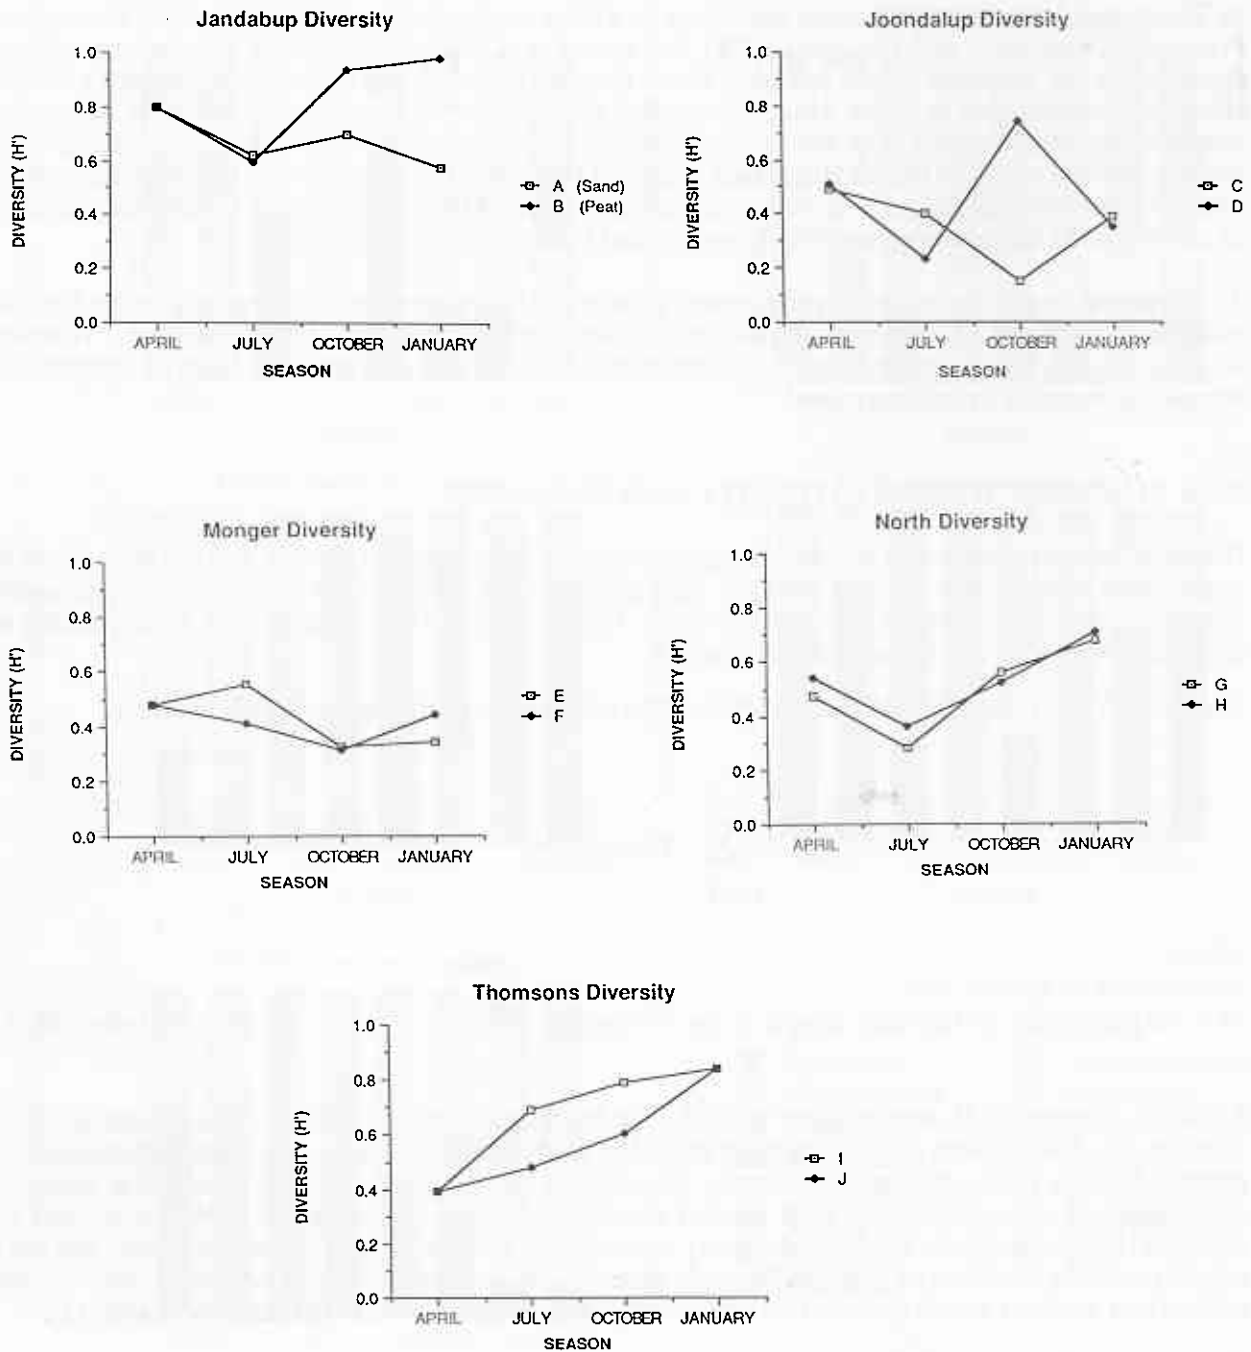 Jandabup Diversity
1.0
0.8
0.6
0.4
0.2
0.0
DIVERSITY (H')
APRIL JULY OCTOBER JANUARY
SEASON
A (Sand)
B (Peat)
Joondalup Diversity
1.0
0.8
0.6
0.4
0.2
0.0
DIVERSITY (H')
APRIL JULY OCTOBER JANUARY
SEASON
C
D
Monger Diversity
1.0
0.8
0.6
0.4
0.2
0.0
DIVERSITY (H')
APRIL JULY OCTOBER JANUARY
SEASON
E
F
North Diversity
1.0
0.8
0.6
0.4
0.2
0.0
DIVERSITY (H')
APRIL JULY OCTOBER JANUARY
SEASON
G
H
Thomsons Diversity
1.0
0.8
0.6
0.4
0.2
0.0
DIVERSITY (H')
APRIL JULY OCTOBER JANUARY
SEASON
I
J